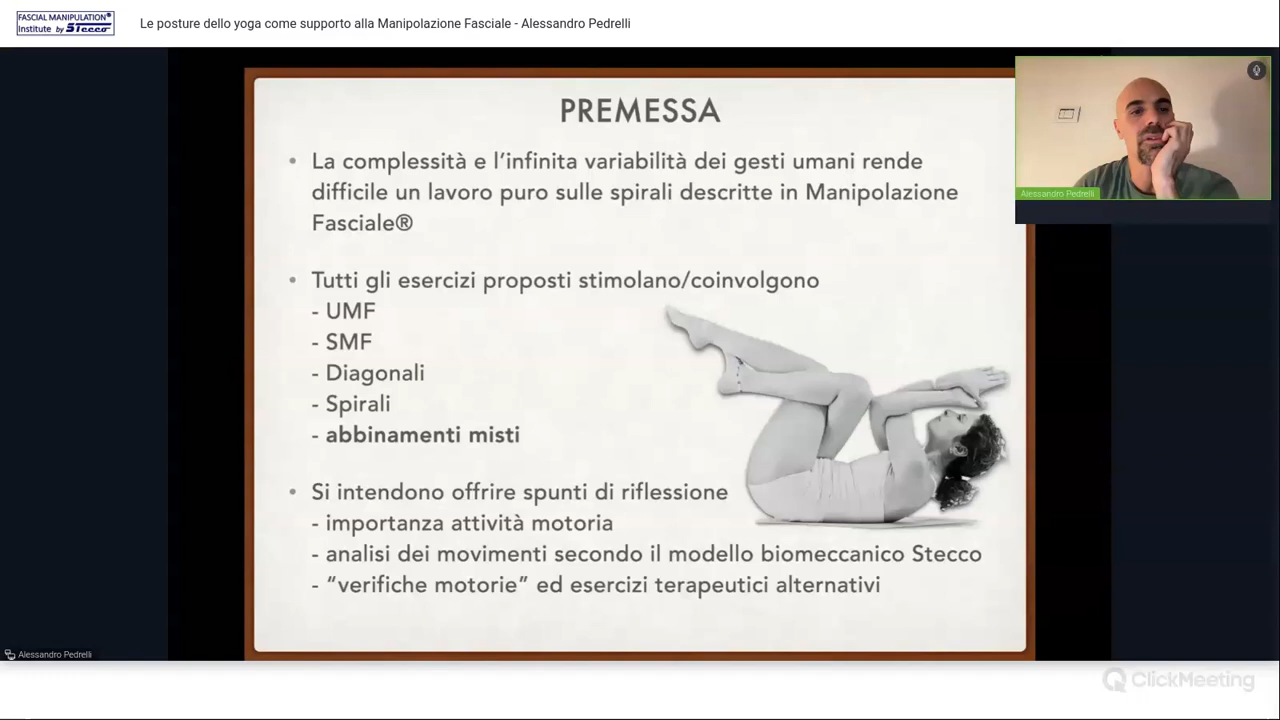 FASCIAL MANIPULATION®
Institute by Stecco
Le posture dello yoga come supporto alla Manipolazione Fasciale - Alessandro Pedrelli
PREMESSA
• La complessità e l’infinita variabilità dei gesti umani rende
difficile un lavoro puro sulle spirali descritte in Manipolazione
Fasciale®
• Tutti gli esercizi proposti stimolano/coinvolgono
- UMF
- SMF
- Diagonali
- Spirali
- abbinamenti misti
• Si intendono offrire spunti di riflessione
- importanza attività motoria
- analisi dei movimenti secondo il modello biomeccanico Stecco
- “verifiche motorie” ed esercizi terapeutici alternativi
Alessandro Pedrelli
Alessandro Pedrelli
ClickMeeting